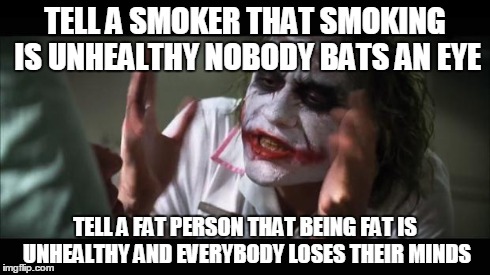 TELL A SMOKER THAT SMOKING
IS UNHEALTHY NOBODY BATS AN EYE
TELL A FAT PERSON THAT BEING FAT IS
UNHEALTHY AND EVERYBODY LOSES THEIR MINDS
imgflip.com